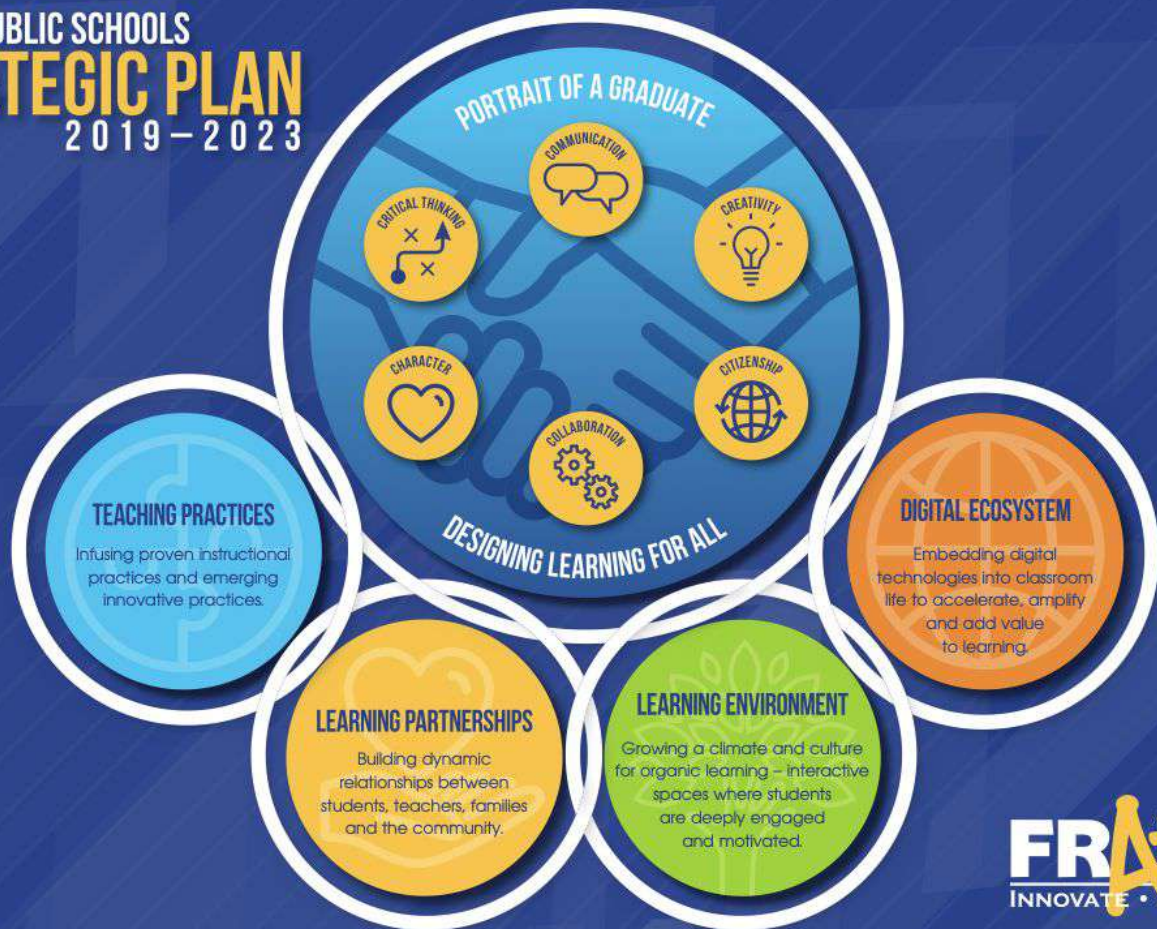 UBLIC SCHOOLS
TEGIC PLAN
2019–2023
PORTRAIT OF A GRADUATE
COMMUNICATION
CRITICAL THINKING
CREATIVITY
CHARACTER
CITIZENSHIP
COLLABORATION
DESIGNING LEARNING FOR ALL
TEACHING PRACTICES
Infusing proven instructional
practices and emerging
innovative practices.
LEARNING PARTNERSHIPS
Building dynamic
relationships between
students, teachers, families
and the community.
LEARNING ENVIRONMENT
Growing a climate and culture
for organic learning – interactive
spaces where students
are deeply engaged
and motivated.
DIGITAL ECOSYSTEM
Embedding digital
technologies into classroom
life to accelerate, amplify
and add value
to learning.
FRA
INNOVATE •